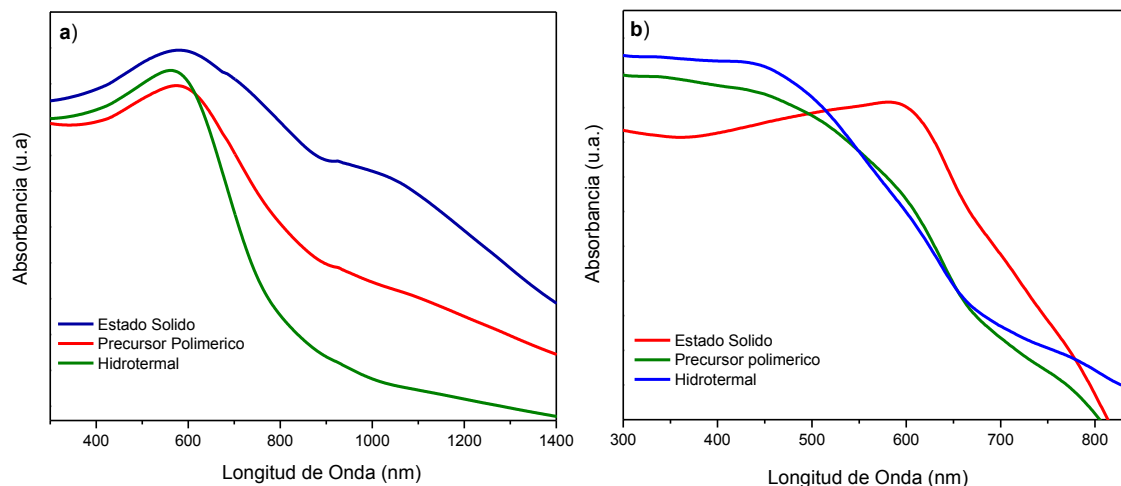 a)
Absorbancia (u.a)
Estado Solido
Precursor Polimerico
Hidrotermal
400 600 800 1000 1200 1400
Longitud de Onda (nm)
b)
Absorbancia (u.a.)
Estado Solido
Precursor polimerico
Hidrotermal
300 400 500 600 700 800
Longitud de Onda (nm)